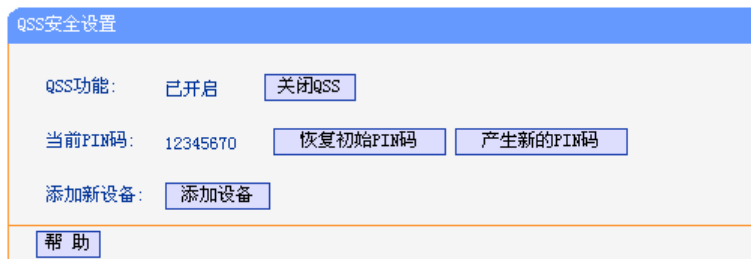 QSS安全设置
QSS功能: 已开启 关闭QSS
当前PIN码: 12345670 恢复初始PIN码 产生新的PIN码
添加新设备: 添加设备
帮 助